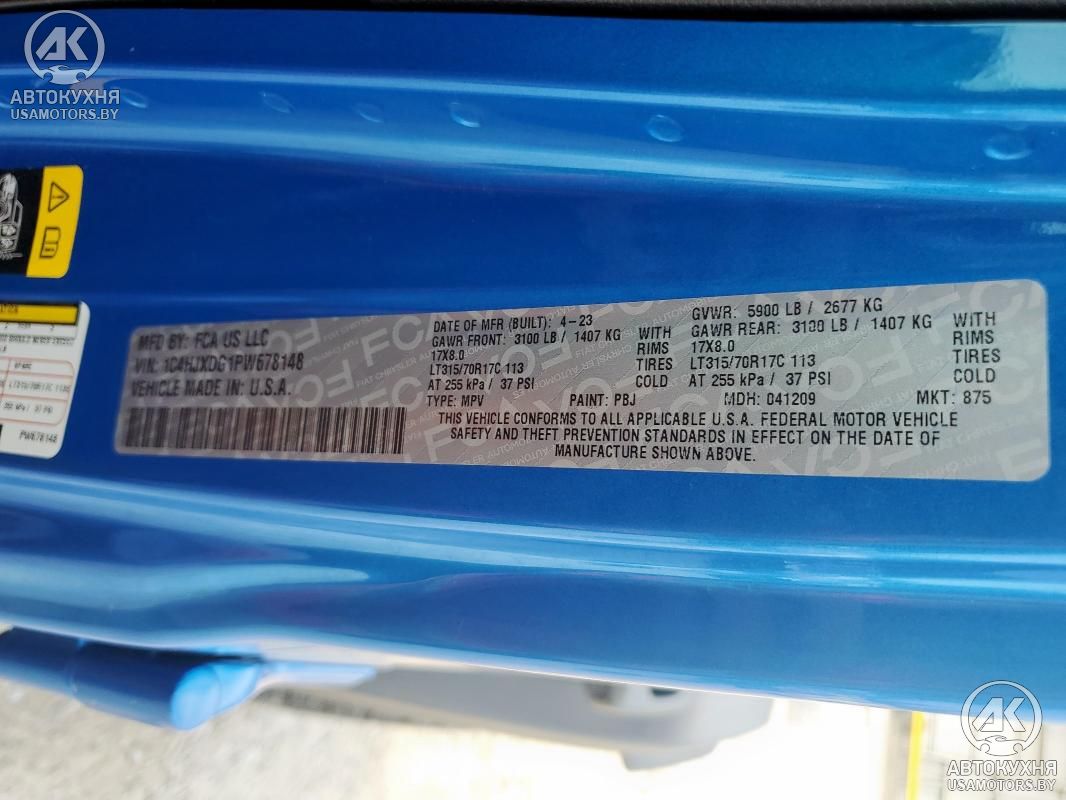 АК
АВТОКУХНЯ
USAMOTORS.BY
LT315/70R17C 113
PW678148
MFD BY: FCA US LLC
VIN: 1C4HJXDG1PW678148
VEHICLE MADE IN: U.S.A.
DATE OF MFR (BUILT): 4-23
GAWR FRONT: 3100 LB / 1407 KG WITH
17X8.0 RIMS
LT315/70R17C 113 TIRES
AT 255 kPa / 37 PSI COLD
GVWR: 5900 LB / 2677 KG
GAWR REAR: 3100 LB / 1407 KG WITH
17X8.0 RIMS
LT315/70R17C 113 TIRES
AT 255 kPa / 37 PSI COLD
TYPE: MPV PAINT: PBJ MDH: 041209 MKT: 875
THIS VEHICLE CONFORMS TO ALL APPLICABLE U.S.A. FEDERAL MOTOR VEHICLE
SAFETY AND THEFT PREVENTION STANDARDS IN EFFECT ON THE DATE OF
MANUFACTURE SHOWN ABOVE.
АК
АВТОКУХНЯ
USAMOTORS.BY